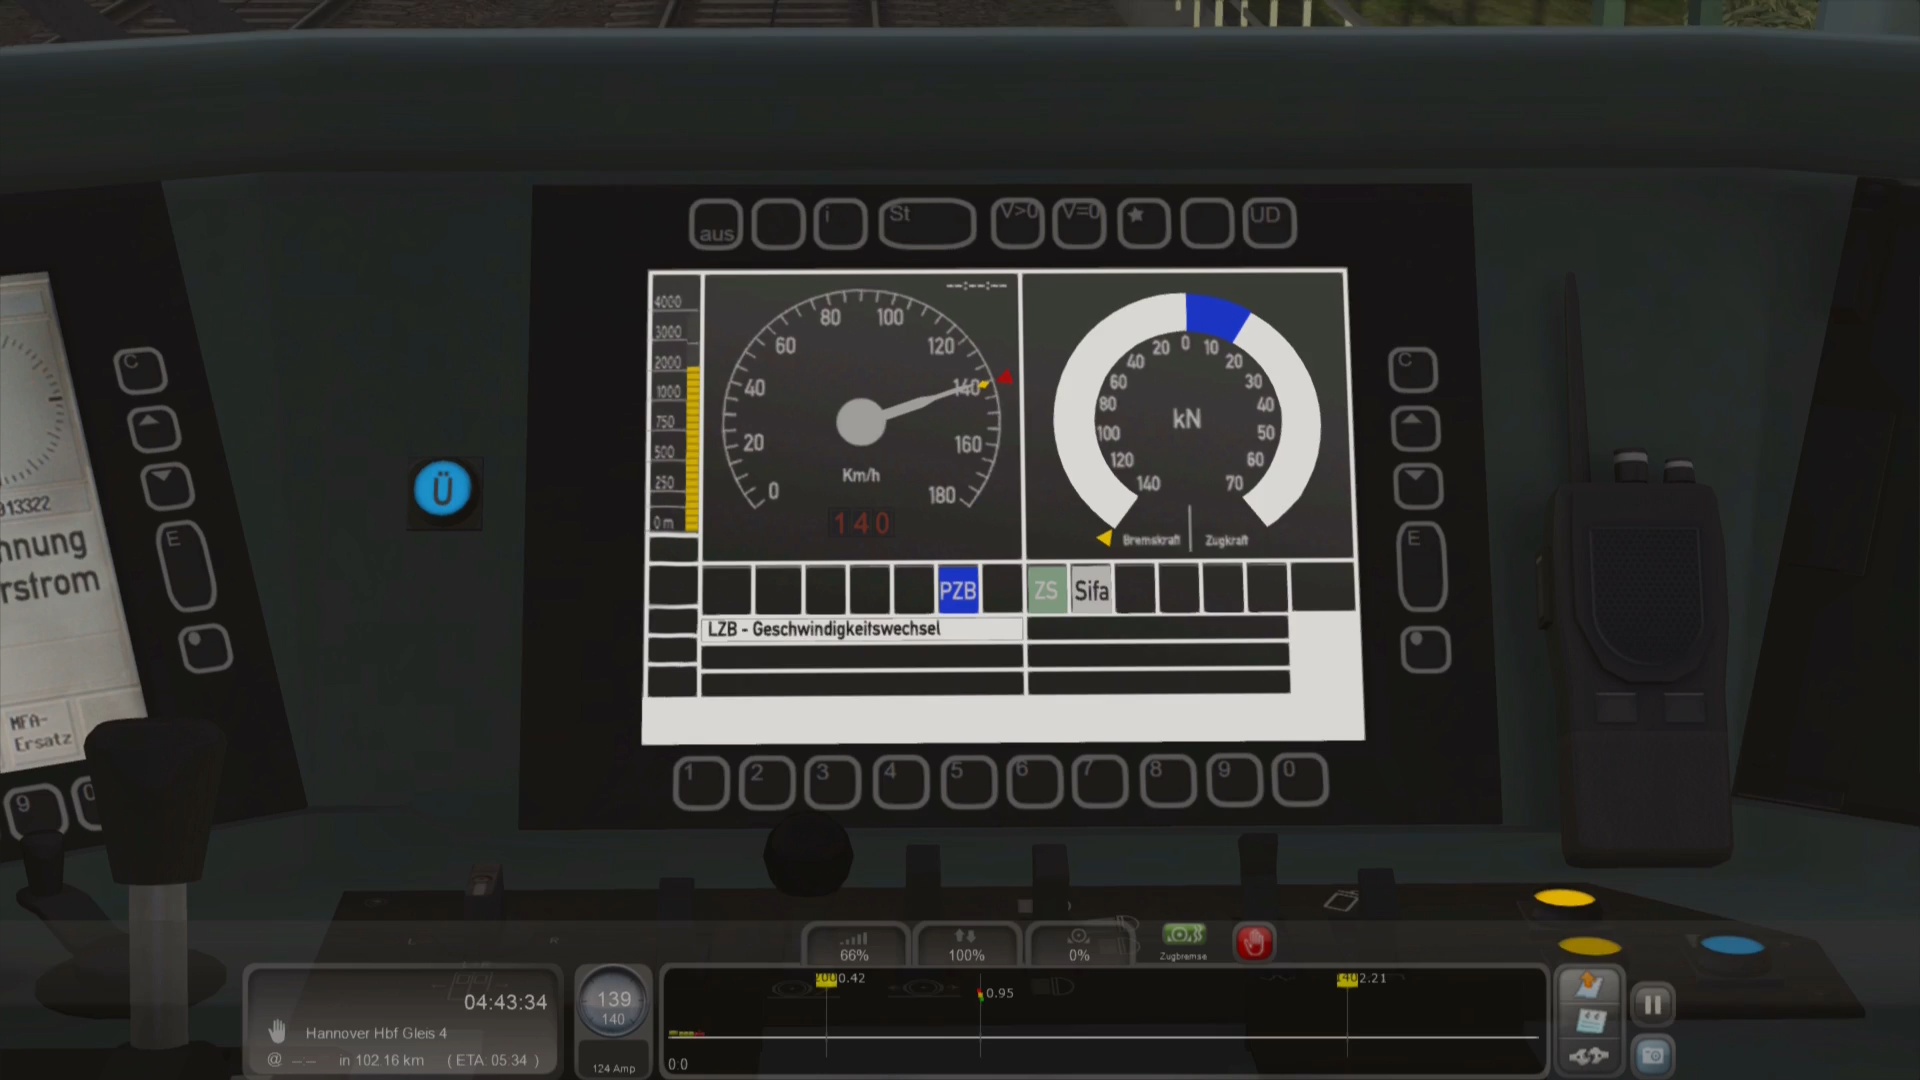 aus
i
St
V>0
V=0
UD
4000
3000
2000
1000
750
500
250
0 m
--:--:--
0
20
40
60
80
100
120
140
160
180
Km/h
140
140
120
100
80
60
40
20
0
10
20
30
40
50
60
70
kN
Bremskraft
Zugkraft
PZB
ZS
Sifa
LZB - Geschwindigkeitswechsel
C
E
C
E
Ü
013322
nnung
rstrom
MFA-
Ersatz
9
0
1
2
3
4
5
6
7
8
9
0
66%
100%
0%
Zugbremse
04:43:34
Hannover Hbf Gleis 4
@ --:--
in 102.16 km
( ETA: 05:34 )
139
140
124 Amp
0.42
0.95
2.21
0:0